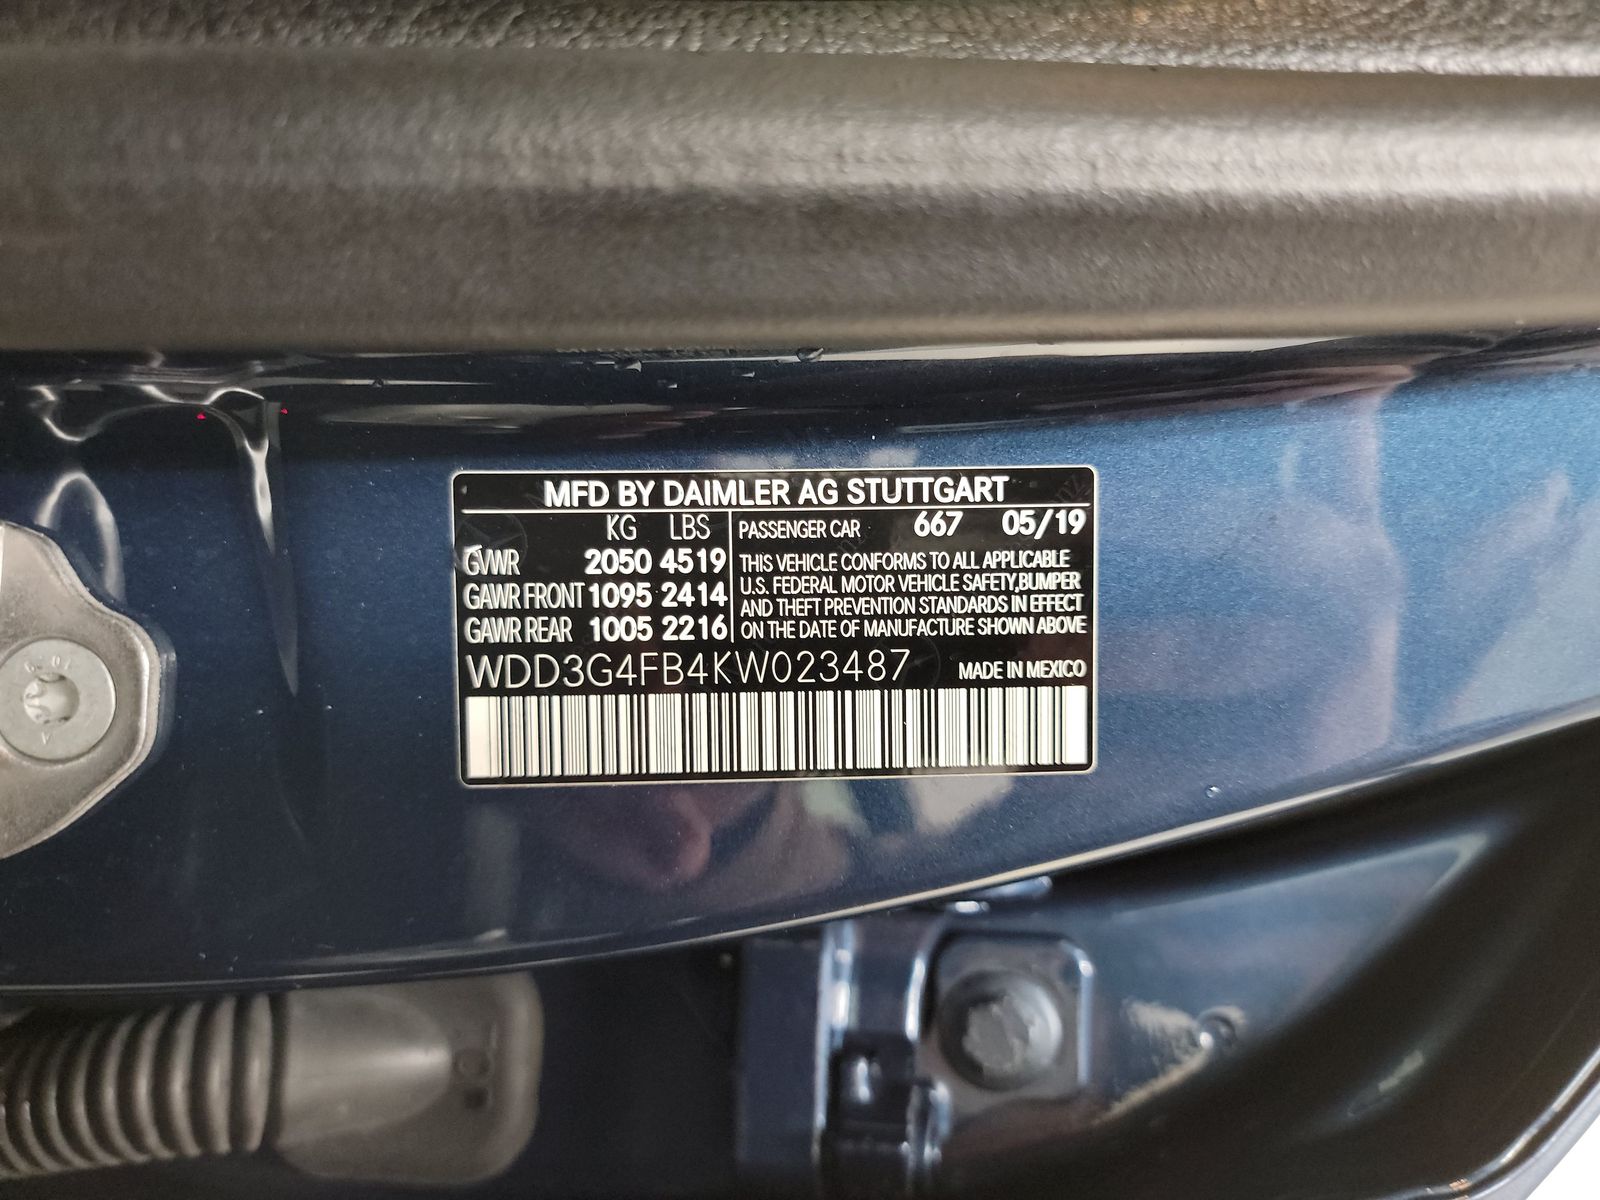 MFD BY DAIMLER AG STUTTGART
KG LBS
GVWR 2050 4519
GAWR FRONT 1095 2414
GAWR REAR 1005 2216
PASSENGER CAR 667 05/19
THIS VEHICLE CONFORMS TO ALL APPLICABLE
U.S. FEDERAL MOTOR VEHICLE SAFETY,BUMPER
AND THEFT PREVENTION STANDARDS IN EFFECT
ON THE DATE OF MANUFACTURE SHOWN ABOVE
WDD3G4FB4KW023487 MADE IN MEXICO